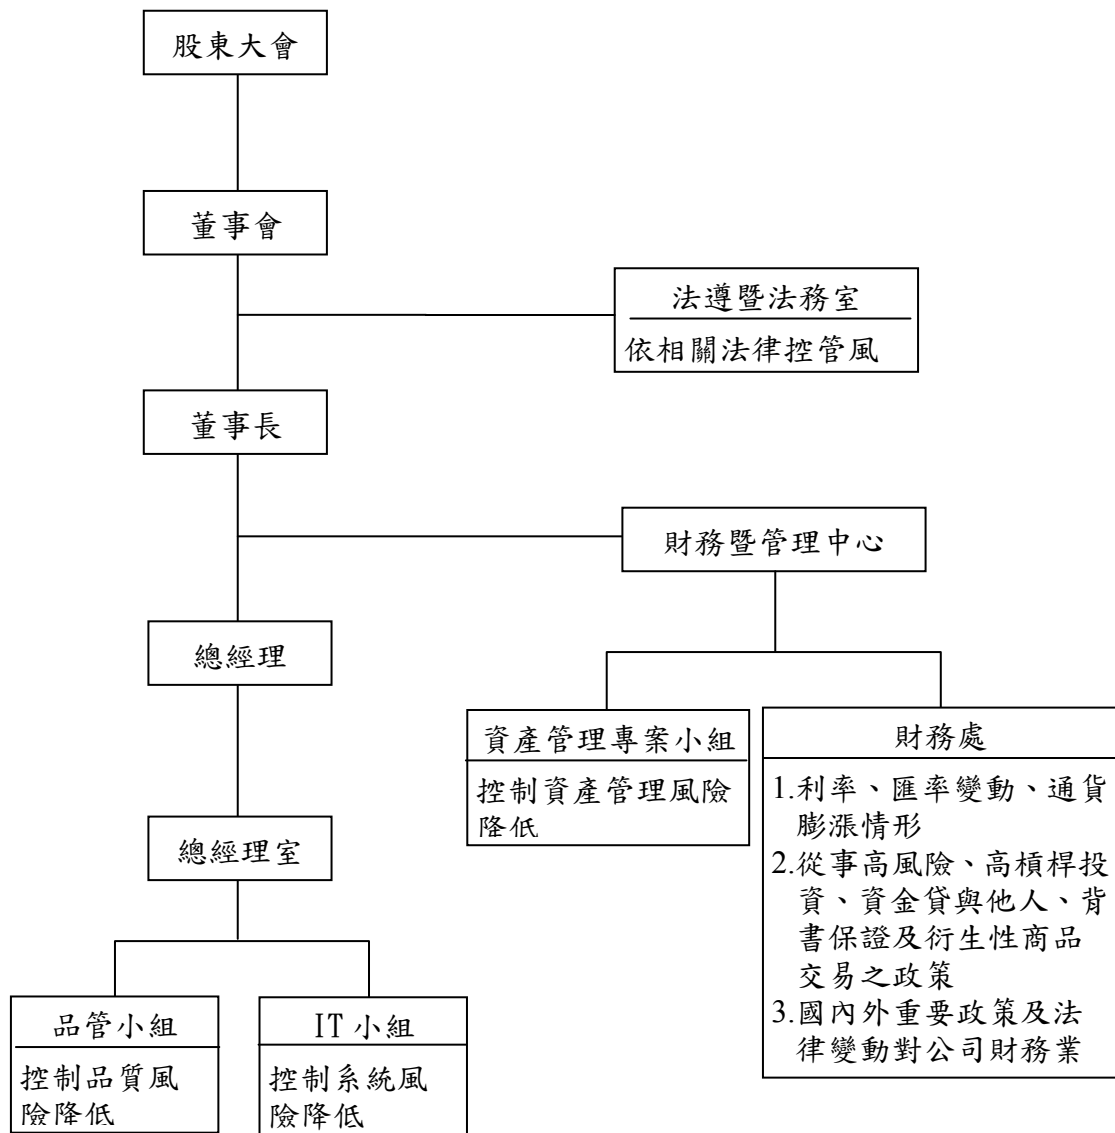 股東大會
董事會
法遵暨法務室
依相關法律控管風
董事長
財務暨管理中心
總經理
資產管理專案小組
控制資產管理風險
降低
財務處
1.利率、匯率變動、通貨
膨漲情形
2.從事高風險、高槓桿投
資、資金貸與他人、背
書保證及衍生性商品
交易之政策
3.國內外重要政策及法
律變動對公司財務業
總經理室
品管小組
控制品質風
險降低
IT 小組
控制系統風
險降低